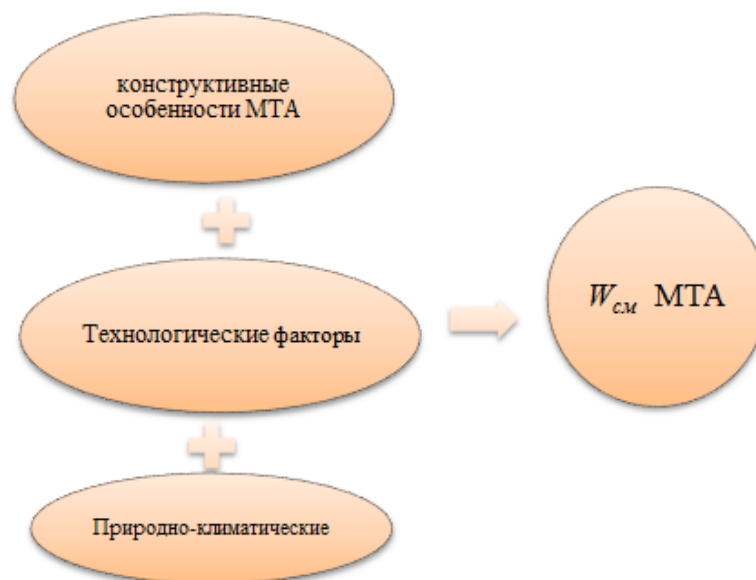 конструктивные
особенности МТА
Технологические факторы
Wсм МТА
Природно-климатические